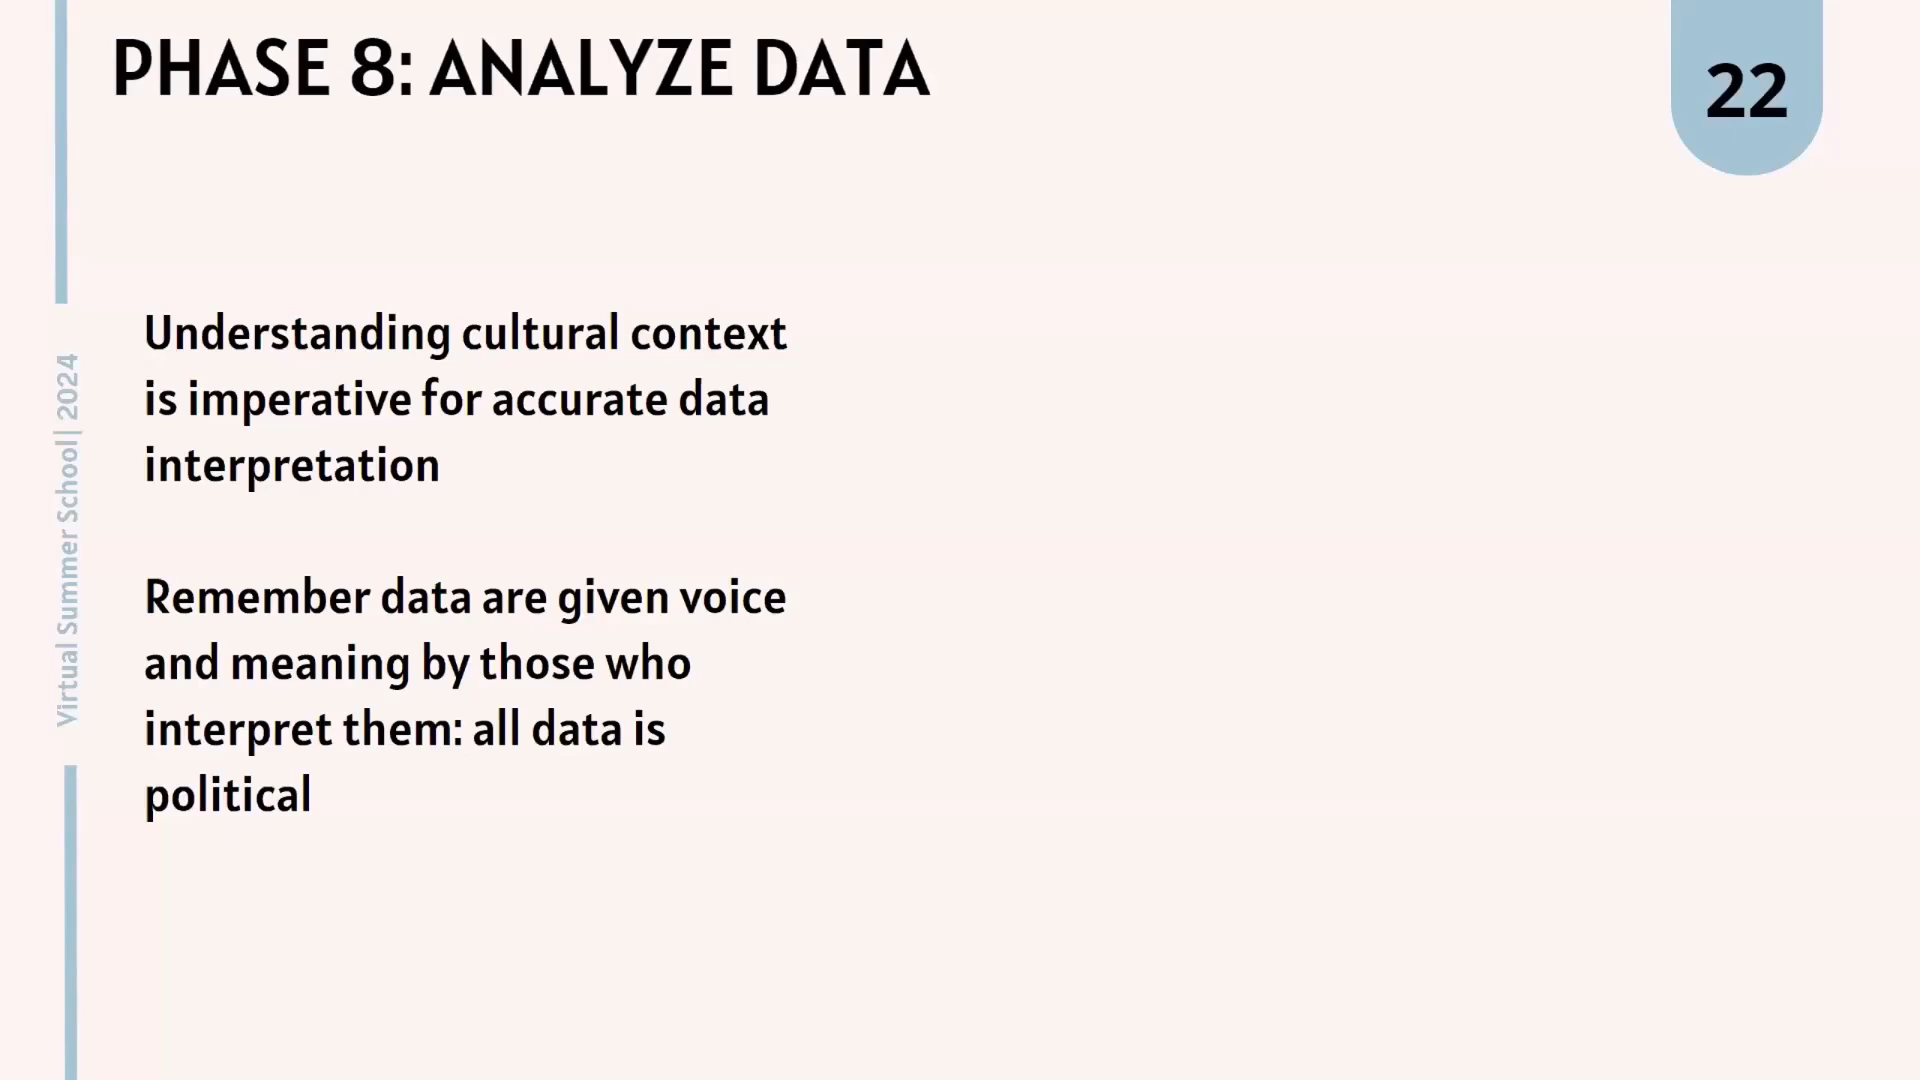 PHASE 8: ANALYZE DATA
22
Understanding cultural context
is imperative for accurate data
interpretation
Remember data are given voice
and meaning by those who
interpret them: all data is
political
Virtual Summer School| 2024